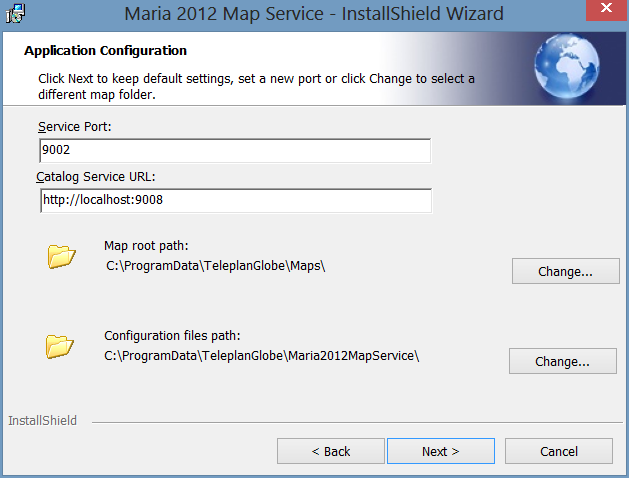 Maria 2012 Map Service - InstallShield Wizard
Application Configuration
Click Next to keep default settings, set a new port or click Change to select a
different map folder.
Service Port:
9002
Catalog Service URL:
http://localhost:9008
Map root path:
C:\ProgramData\TeleplanGlobe\Maps\
Change...
Configuration files path:
C:\ProgramData\TeleplanGlobe\Maria2012MapService\
Change...
InstallShield
< Back
Next >
Cancel